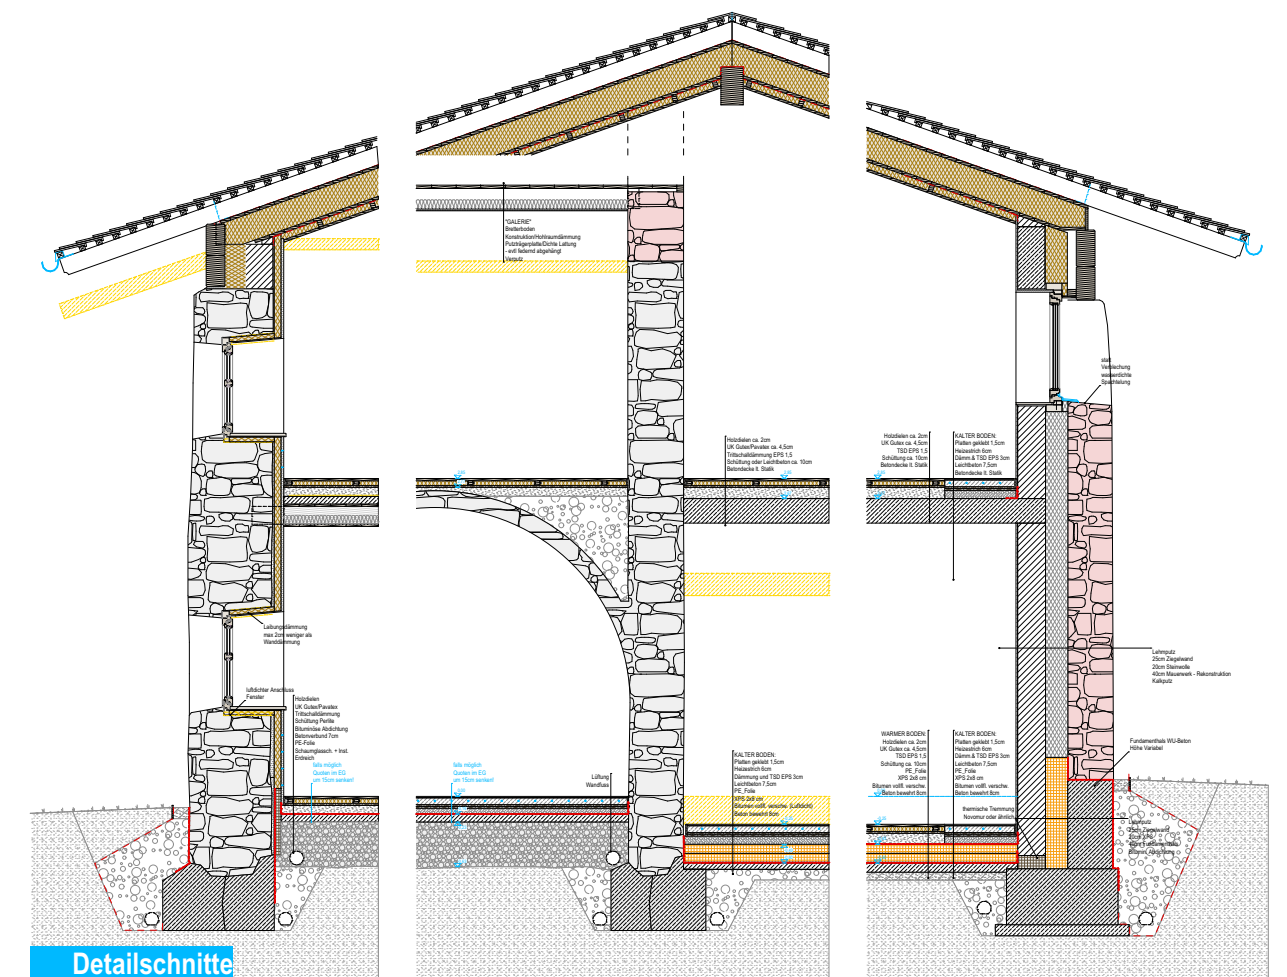 "GALERIE"
Bretterboden
Konstruktion/Hohlraumdämmung
Putzträgerplatte/Dichte Lattung
- evtl federnd abgehängt
Verputz
statt
Verblechung
wasserdichte
Spachtelung
Holzdielen ca. 2cm
UK Gutex/Pavatex ca. 4,5cm
Trittschalldämmung EPS 1,5
Schüttung oder Leichtbeton ca. 10cm
Betondecke lt. Statik
Holzdielen ca. 2cm
UK Gutex ca. 4,5cm
TSD EPS 1,5
Schüttung ca. 10cm
Betondecke lt. Statik
KALTER BODEN:
Platten geklebt 1,5cm
Heizestrich 6cm
Dämm.& TSD EPS 3cm
Leichtbeton 7,5cm
Betondecke lt. Statik
Laibungsdämmung
max 2cm weniger als
Wanddämmung
Lehmputz
25cm Ziegelwand
20cm Steinwolle
40cm Mauerwerk - Rekonstruktion
Kalkputz
luftdichter Anschluss
Fenster
Holzdielen
UK Gutex/Pavatex
Trittschalldämmung
Schüttung Perlite
Bituminöse Abdichtung
Betonverbund 7cm
PE-Folie
Schaumglassch. + Inst.
Erdreich
falls möglich
Quoten im EG
um 15cm senken!
falls möglich
Quoten im EG
um 15cm senken!
Lüftung
Wandfuss
KALTER BODEN:
Platten geklebt 1,5cm
Heizestrich 6cm
Dämmung und TSD EPS 3cm
Leichtbeton 7,5cm
PE_Folie
XPS 2x8 cm
Bitumen vollfl. verschw. (Luftdicht)
Beton bewehrt 8cm
WARMER BODEN:
Holzdielen ca. 2cm
UK Gutex ca. 4,5cm
TSD EPS 1,5
Schüttung ca. 10cm
PE_Folie
XPS 2x8 cm
Bitumen vollfl. verschw.
Beton bewehrt 8cm
KALTER BODEN:
Platten geklebt 1,5cm
Heizestrich 6cm
Dämm.& TSD EPS 3cm
Leichtbeton 7,5cm
PE_Folie
XPS 2x8 cm
Bitumen vollfl. verschw.
Beton bewehrt 8cm
Fundamenthals WU-Beton
Höhe Variabel
thermische Tremmung
Novomur oder ähnlich
Lehmputz
25cm Ziegelwand
Detailschnitte